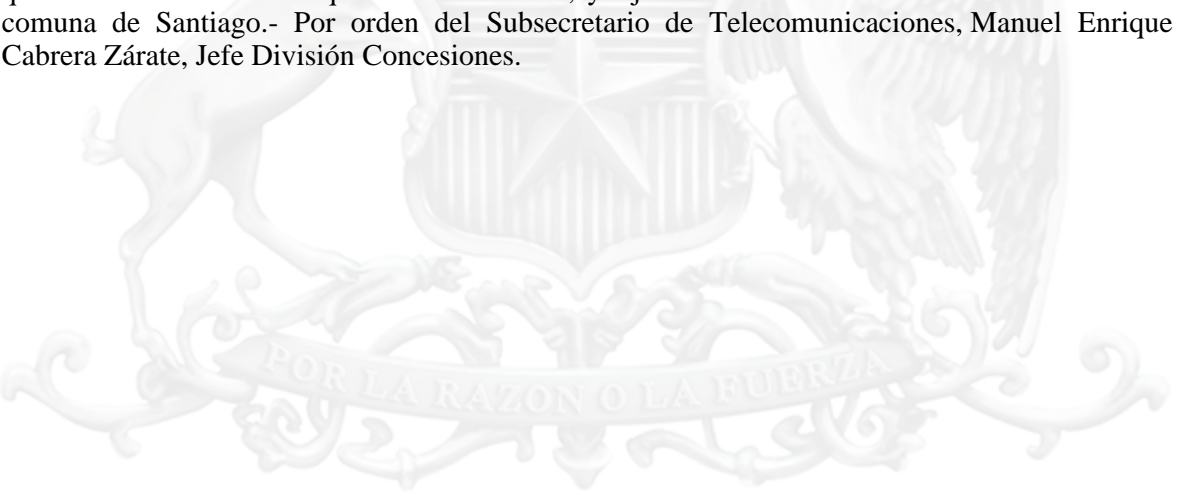 comuna de Santiago.- Por orden del Subsecretario de Telecomunicaciones, Manuel Enrique
Cabrera Zárate, Jefe División Concesiones.
POR LA RAZON O LA FUERZA